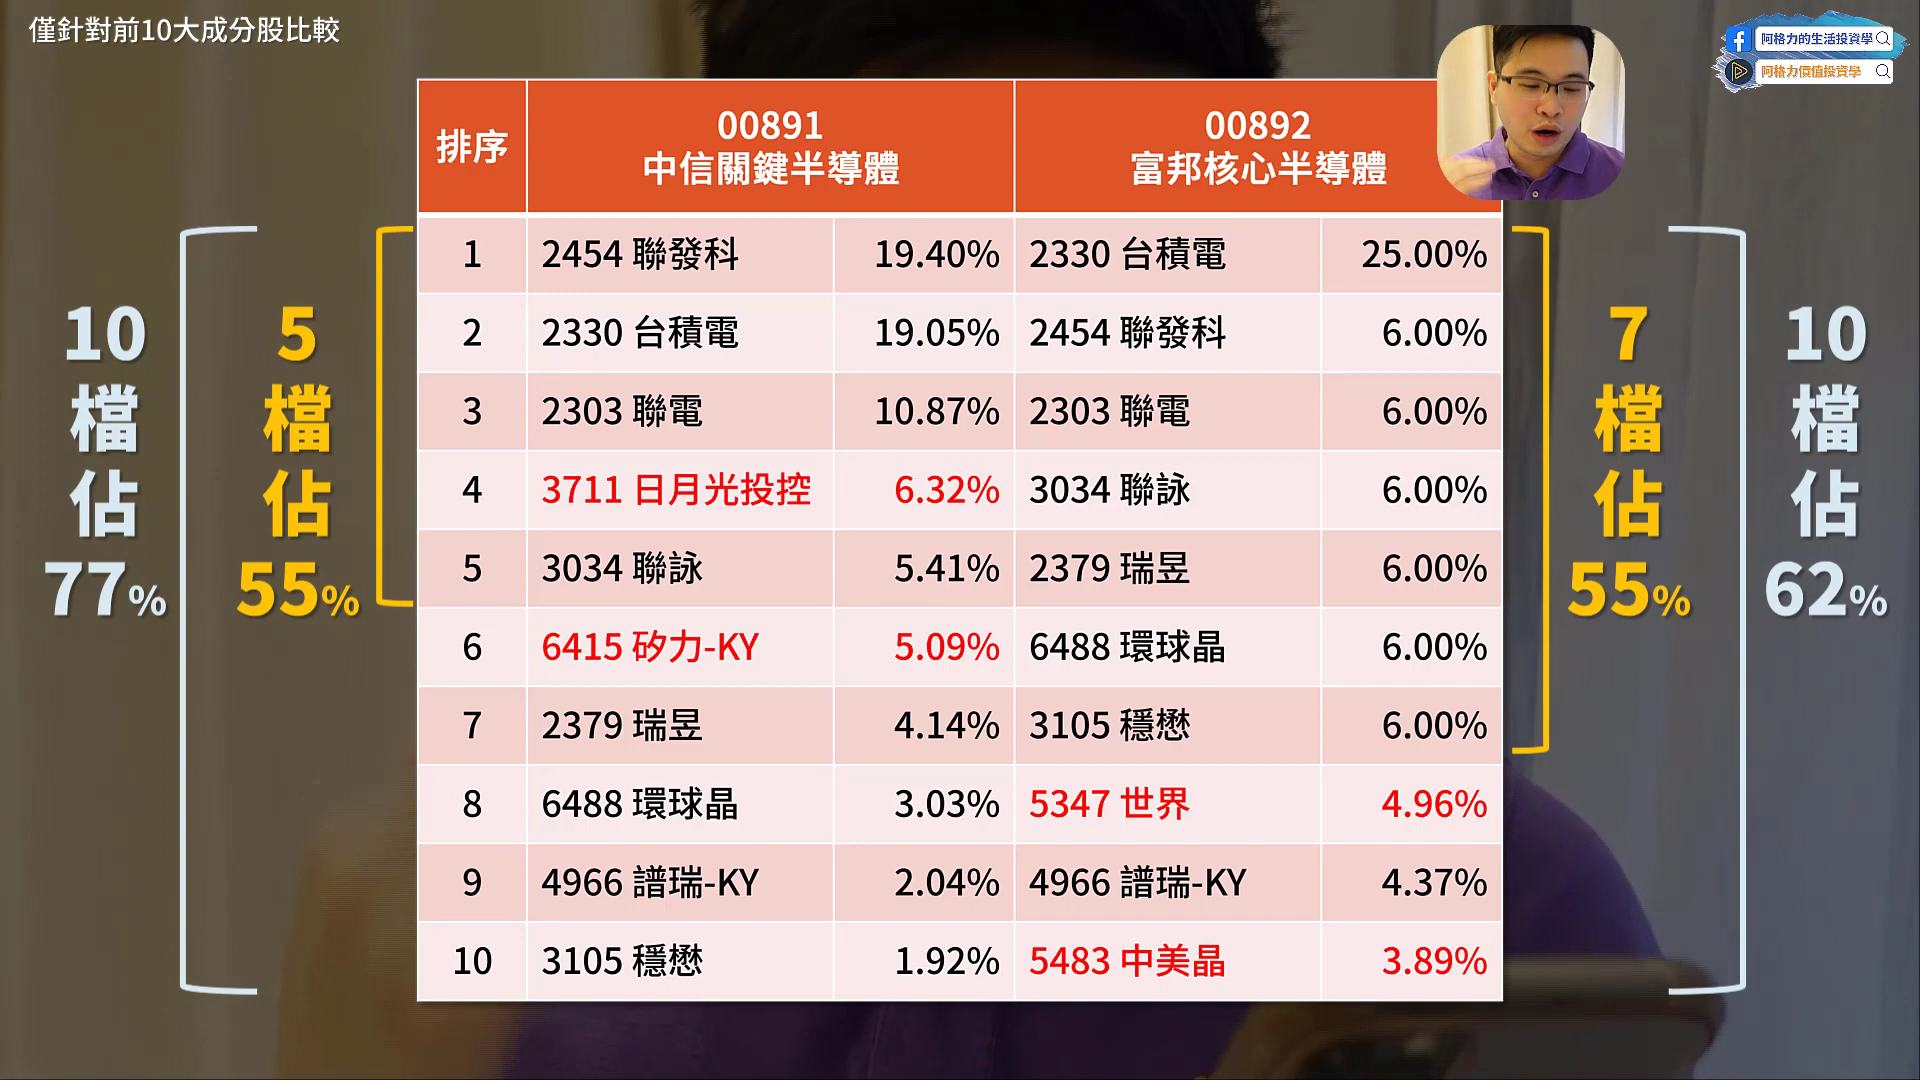 僅針對前10大成分股比較
阿格力的生活投資學
阿格力價值投資學
排序
00891
中信關鍵半導體
00892
富邦核心半導體
1 2454 聯發科 19.40% 2330 台積電 25.00%
2 2330 台積電 19.05% 2454 聯發科 6.00%
3 2303 聯電 10.87% 2303 聯電 6.00%
4 3711 日月光投控 6.32% 3034 聯詠 6.00%
5 3034 聯詠 5.41% 2379 瑞昱 6.00%
6 6415 矽力-KY 5.09% 6488 環球晶 6.00%
7 2379 瑞昱 4.14% 3105 穩懋 6.00%
8 6488 環球晶 3.03% 5347 世界 4.96%
9 4966 譜瑞-KY 2.04% 4966 譜瑞-KY 4.37%
10 3105 穩懋 1.92% 5483 中美晶 3.89%
10
檔
佔
77%
5
檔
佔
55%
7
檔
佔
55%
10
檔
佔
62%